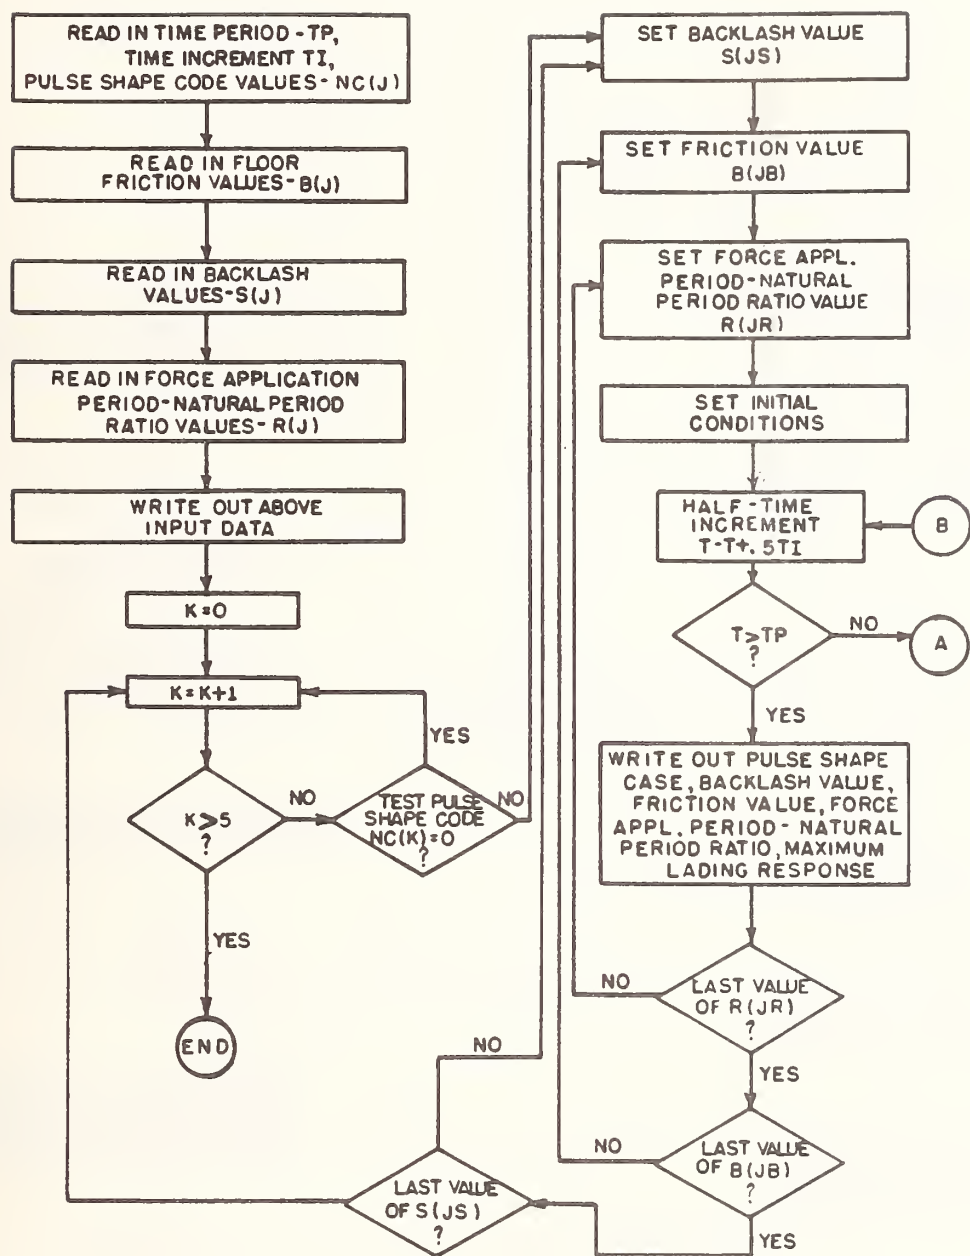 READ IN TIME PERIOD - TP,
TIME INCREMENT TI,
PULSE SHAPE CODE VALUES - NC(J)
READ IN FLOOR
FRICTION VALUES - B(J)
READ IN BACKLASH
VALUES - S(J)
READ IN FORCE APPLICATION
PERIOD - NATURAL PERIOD
RATIO VALUES - R(J)
WRITE OUT ABOVE
INPUT DATA
K = 0
K = K+1
YES
K > 5
?
NO
TEST PULSE
SHAPE CODE
NC(K) = 0
?
NO
YES
END
SET BACKLASH VALUE
S(JS)
SET FRICTION VALUE
B(JB)
SET FORCE APPL.
PERIOD - NATURAL
PERIOD RATIO VALUE
R(JR)
SET INITIAL
CONDITIONS
HALF - TIME
INCREMENT
T - T + .5TI
B
T > TP
?
NO
A
YES
WRITE OUT PULSE SHAPE
CASE, BACKLASH VALUE,
FRICTION VALUE, FORCE
APPL. PERIOD - NATURAL
PERIOD RATIO, MAXIMUM
LADING RESPONSE
NO
LAST VALUE
OF R(JR)
?
YES
NO
LAST VALUE
OF B(JB)
?
YES
NO
LAST VALUE
OF S(JS)
?